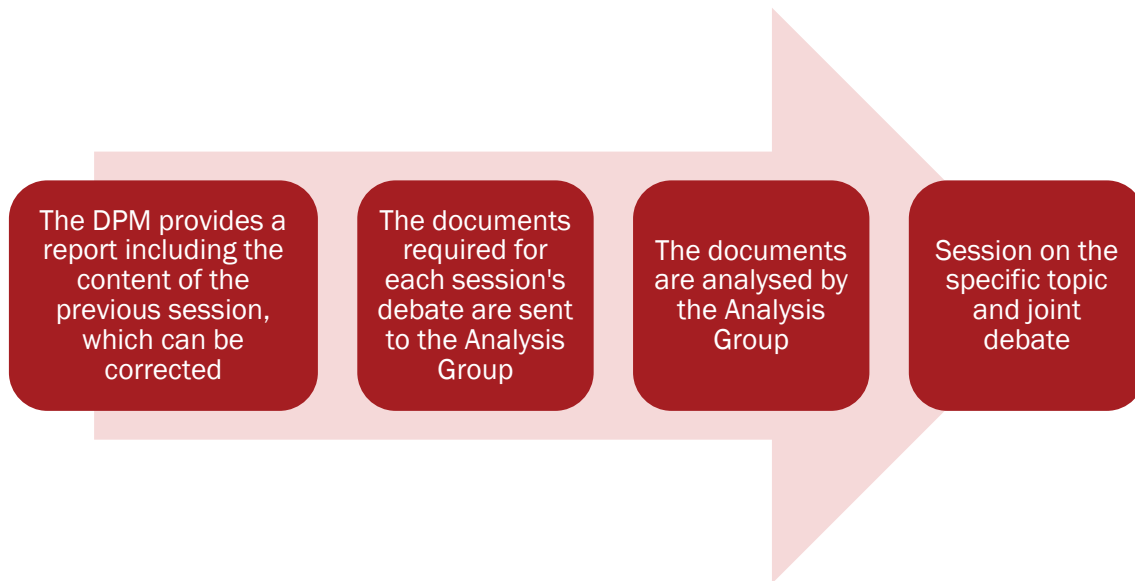 The DPM provides a
report including the
content of the
previous session,
which can be
corrected
The documents
required for
each session's
debate are sent
to the Analysis
Group
The documents
are analysed by
the Analysis
Group
Session on the
specific topic
and joint
debate